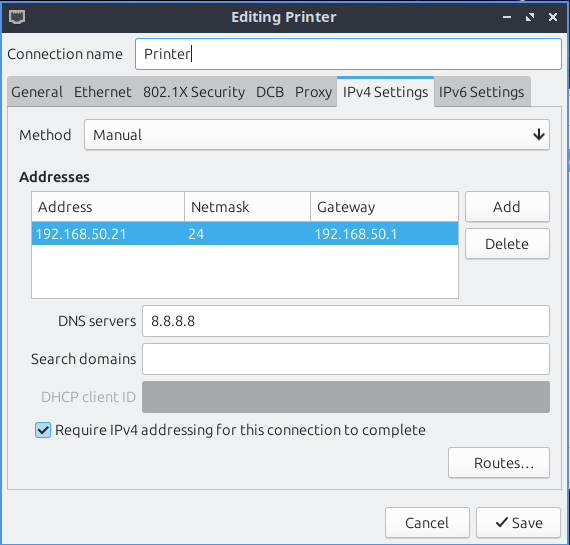 Editing Printer
Connection name Printer
General Ethernet 802.1X Security DCB Proxy IPv4 Settings IPv6 Settings
Method Manual
Addresses
Address Netmask Gateway Add
192.168.50.21 24 192.168.50.1
Delete
DNS servers 8.8.8.8
Search domains
DHCP client ID
Require IPv4 addressing for this connection to complete
Routes...
Cancel Save